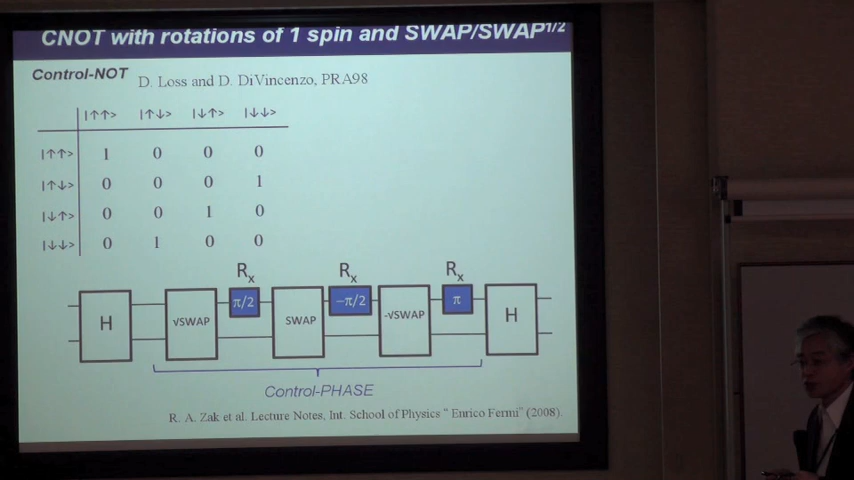 CNOT with rotations of 1 spin and SWAP/SWAP^1/2
Control-NOT D. Loss and D. DiVincenzo, PRA98
|↑↑> |↑↓> |↓↑> |↓↓>
|↑↑> 1 0 0 0
|↑↓> 0 0 0 1
|↓↑> 0 0 1 0
|↓↓> 0 1 0 0
Rx Rx Rx
H √SWAP π/2 SWAP −π/2 -√SWAP π H
Control-PHASE
R. A. Zak et al. Lecture Notes, Int. School of Physics " Enrico Fermi" (2008).